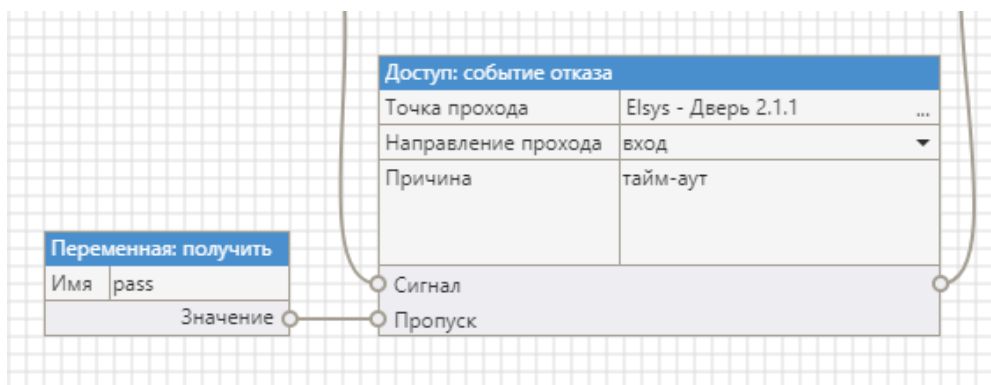 Доступ: событие отказа
Точка прохода Elsys - Дверь 2.1.1 ...
Направление прохода вход
Причина тайм-аут
Переменная: получить
Имя pass
Значение
Сигнал
Пропуск